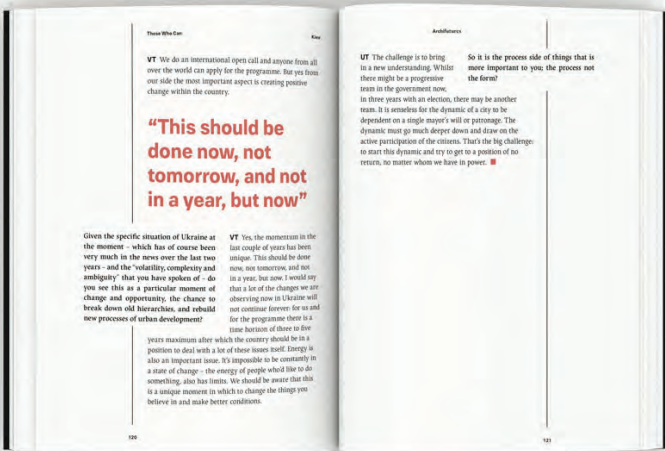 Those Who Can
Kiev
VT We do an international open call and anyone from all
over the world can apply for the programme. But yes from
our side the most important aspect is creating positive
change within the country.
“This should be
done now, not
tomorrow, and not
in a year, but now”
Given the specific situation of Ukraine at
the moment – which has of course been
very much in the news over the last two
years – and the “volatility, complexity and
ambiguity” that you have spoken of – do
you see this as a particular moment of
change and opportunity, the chance to
break down old hierarchies, and rebuild
new processes of urban development?
VT Yes, the momentum in the
last couple of years has been
unique. This should be done
now, not tomorrow, and not
in a year, but now. I would say
that a lot of the changes we are
observing now in Ukraine will
not continue forever: for us and
for the programme there is a
time horizon of three to five
years maximum after which the country should be in a
position to deal with a lot of these issues itself. Energy is
also an important issue. It’s impossible to be constantly in
a state of change – the energy of people who’d like to do
something, also has limits. We should be aware that this
is a unique moment in which to change the things you
believe in and make better conditions.
120
UT The challenge is to bring
in a new understanding. Whilst
there might be a progressive
team in the government now,
in three years with an election, there may be another
team. It is senseless for the dynamic of a city to be
dependent on a single mayor’s will or patronage. The
dynamic must go much deeper down and draw on the
active participation of the citizens. That’s the big challenge:
to start this dynamic and try to get to a position of no
return, no matter whom we have in power.
So it is the process side of things that is
more important to you; the process not
the form?
121